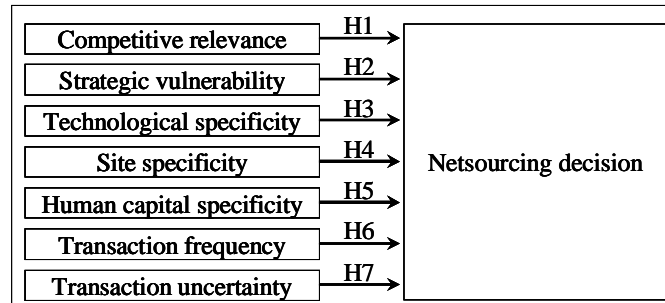 Competitive relevance H1
Strategic vulnerability H2
Technological specificity H3
Site specificity H4 Netsourcing decision
Human capital specificity H5
Transaction frequency H6
Transaction uncertainty H7